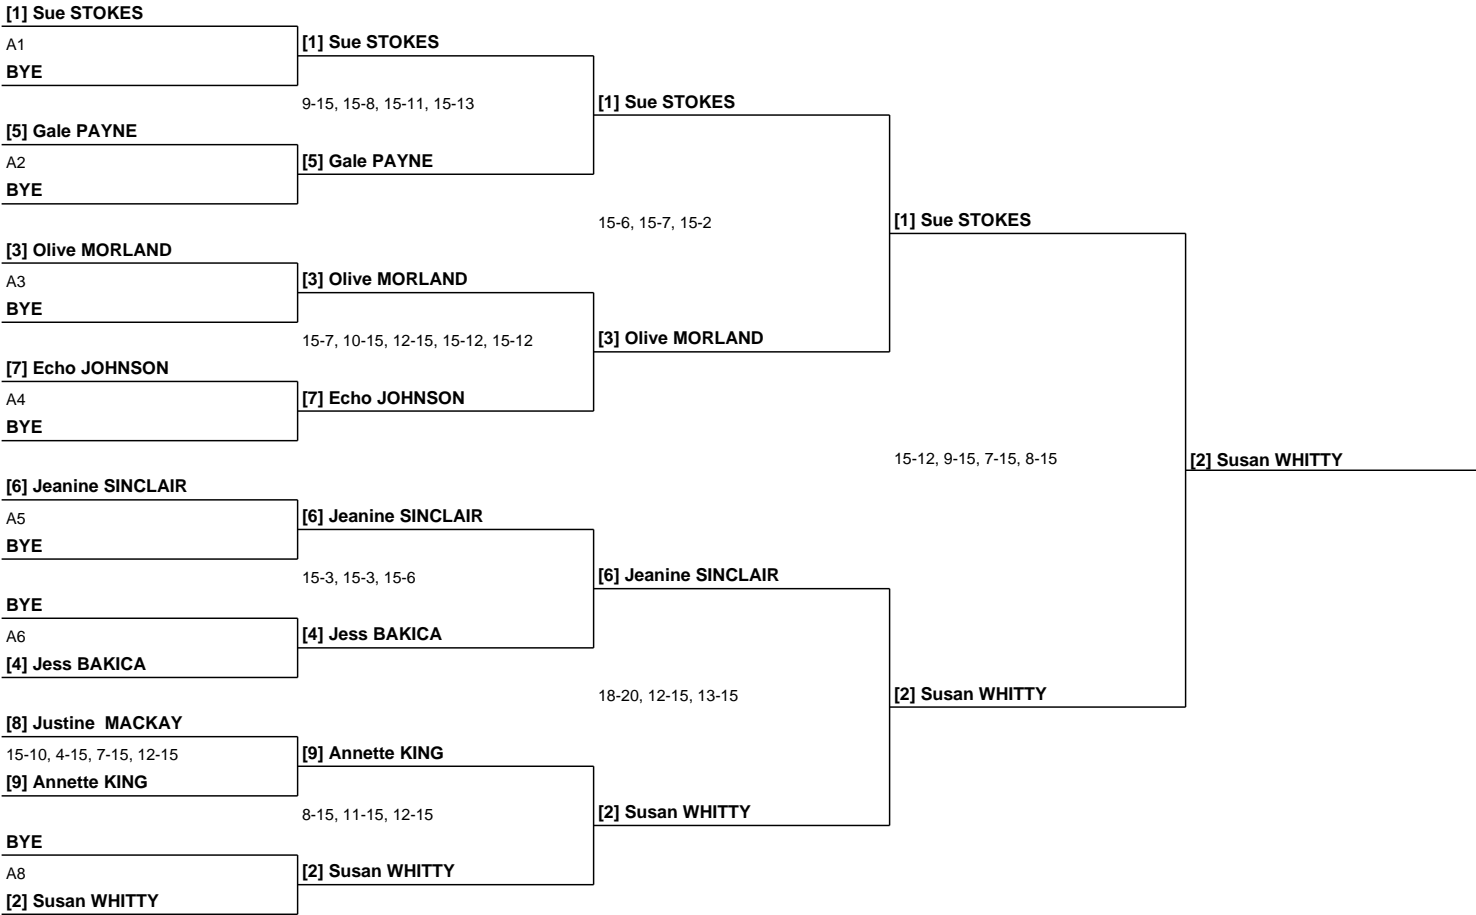 [1] Sue STOKES
A1
BYE
[5] Gale PAYNE
A2
BYE
[3] Olive MORLAND
A3
BYE
[7] Echo JOHNSON
A4
BYE
[6] Jeanine SINCLAIR
A5
BYE
BYE
A6
[4] Jess BAKICA
[8] Justine  MACKAY
15-10, 4-15, 7-15, 12-15
[9] Annette KING
BYE
A8
[2] Susan WHITTY
[1] Sue STOKES
9-15, 15-8, 15-11, 15-13
[5] Gale PAYNE
[3] Olive MORLAND
15-7, 10-15, 12-15, 15-12, 15-12
[7] Echo JOHNSON
[6] Jeanine SINCLAIR
15-3, 15-3, 15-6
[4] Jess BAKICA
[9] Annette KING
8-15, 11-15, 12-15
[2] Susan WHITTY
[1] Sue STOKES
15-6, 15-7, 15-2
[3] Olive MORLAND
[6] Jeanine SINCLAIR
18-20, 12-15, 13-15
[2] Susan WHITTY
[1] Sue STOKES
15-12, 9-15, 7-15, 8-15
[2] Susan WHITTY
[2] Susan WHITTY